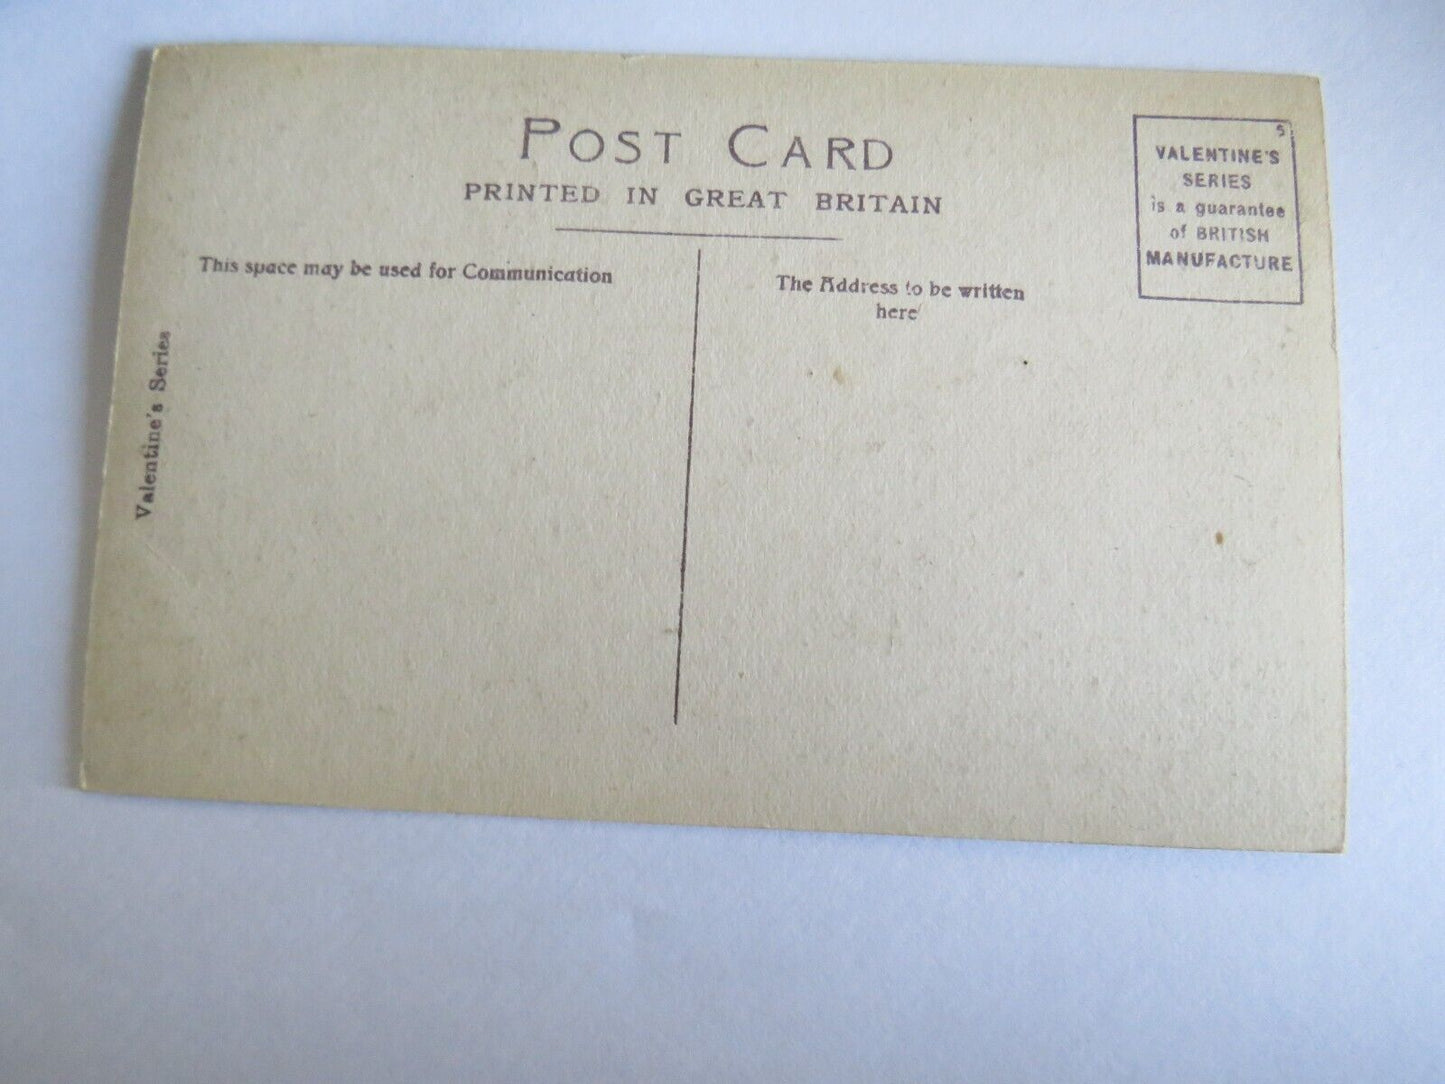 POST CARD
PRINTED IN GREAT BRITAIN
This space may be used for Communication
The Address to be written
here
5
VALENTINE'S
SERIES
is a guarantee
of BRITISH
MANUFACTURE
Valentine's Series